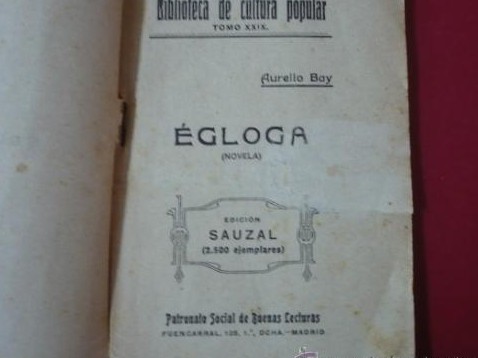 Biblioteca de cultura popular
TOMO XXIX.
Aurelio Bay
ÉGLOGA
(NOVELA)
EDICIÓN
SAUZAL
(2.500 ejemplares)
Patronato Social de Buenas Lecturas
FUENCARRAL, 126, 1.°, DCHA.—MADRID